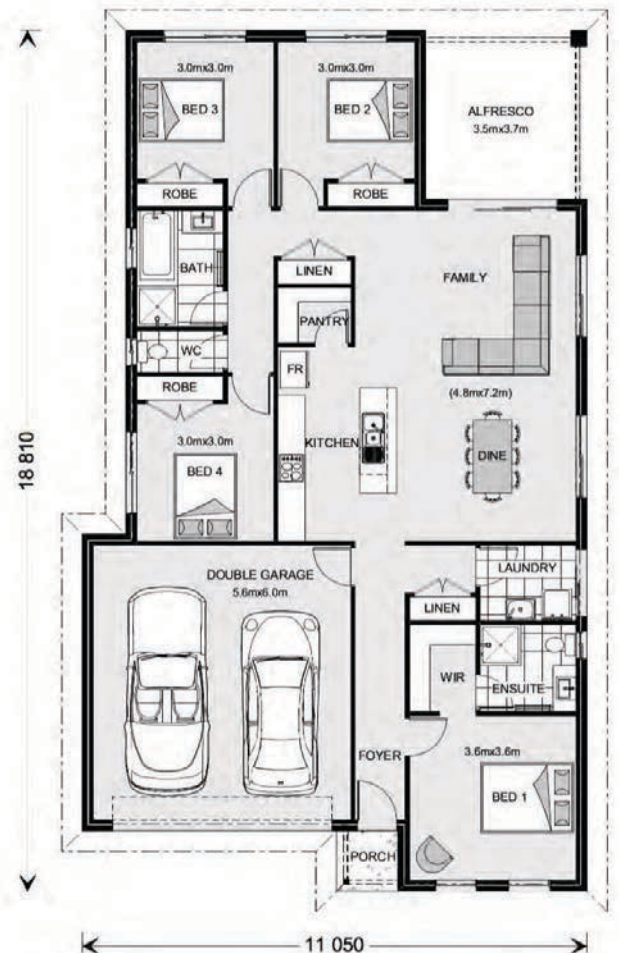 3.0mx3.0m
BED 3
3.0mx3.0m
BED 2
ALFRESCO
3.5mx3.7m
ROBE
ROBE
BATH
LINEN
FAMILY
PANTRY
WC
FR
ROBE
(4.8mx7.2m)
3.0mx3.0m
KITCHEN
DINE
BED 4
18 810
DOUBLE GARAGE
5.6mx6.0m
LAUNDRY
LINEN
WIR
ENSUITE
FOYER
3.6mx3.6m
BED 1
PORCH
11 050